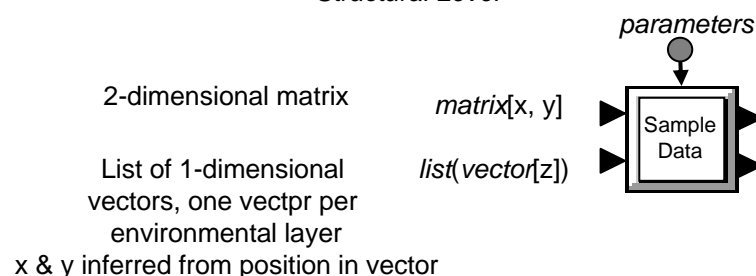 parameters
2-dimensional matrix
matrix[x, y]
Sample
Data
List of 1-dimensional
vectors, one vectpr per
environmental layer
x & y inferred from position in vector
list(vector[z])